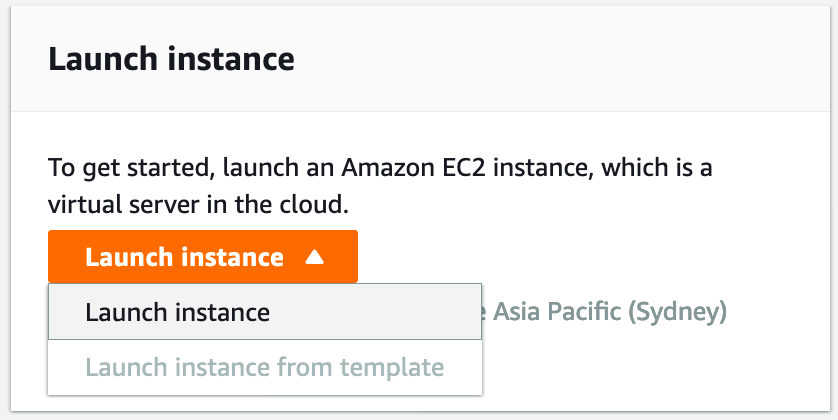 Launch instance
To get started, launch an Amazon EC2 instance, which is a
virtual server in the cloud.
Launch instance
Launch instance
Asia Pacific (Sydney)
Launch instance from template